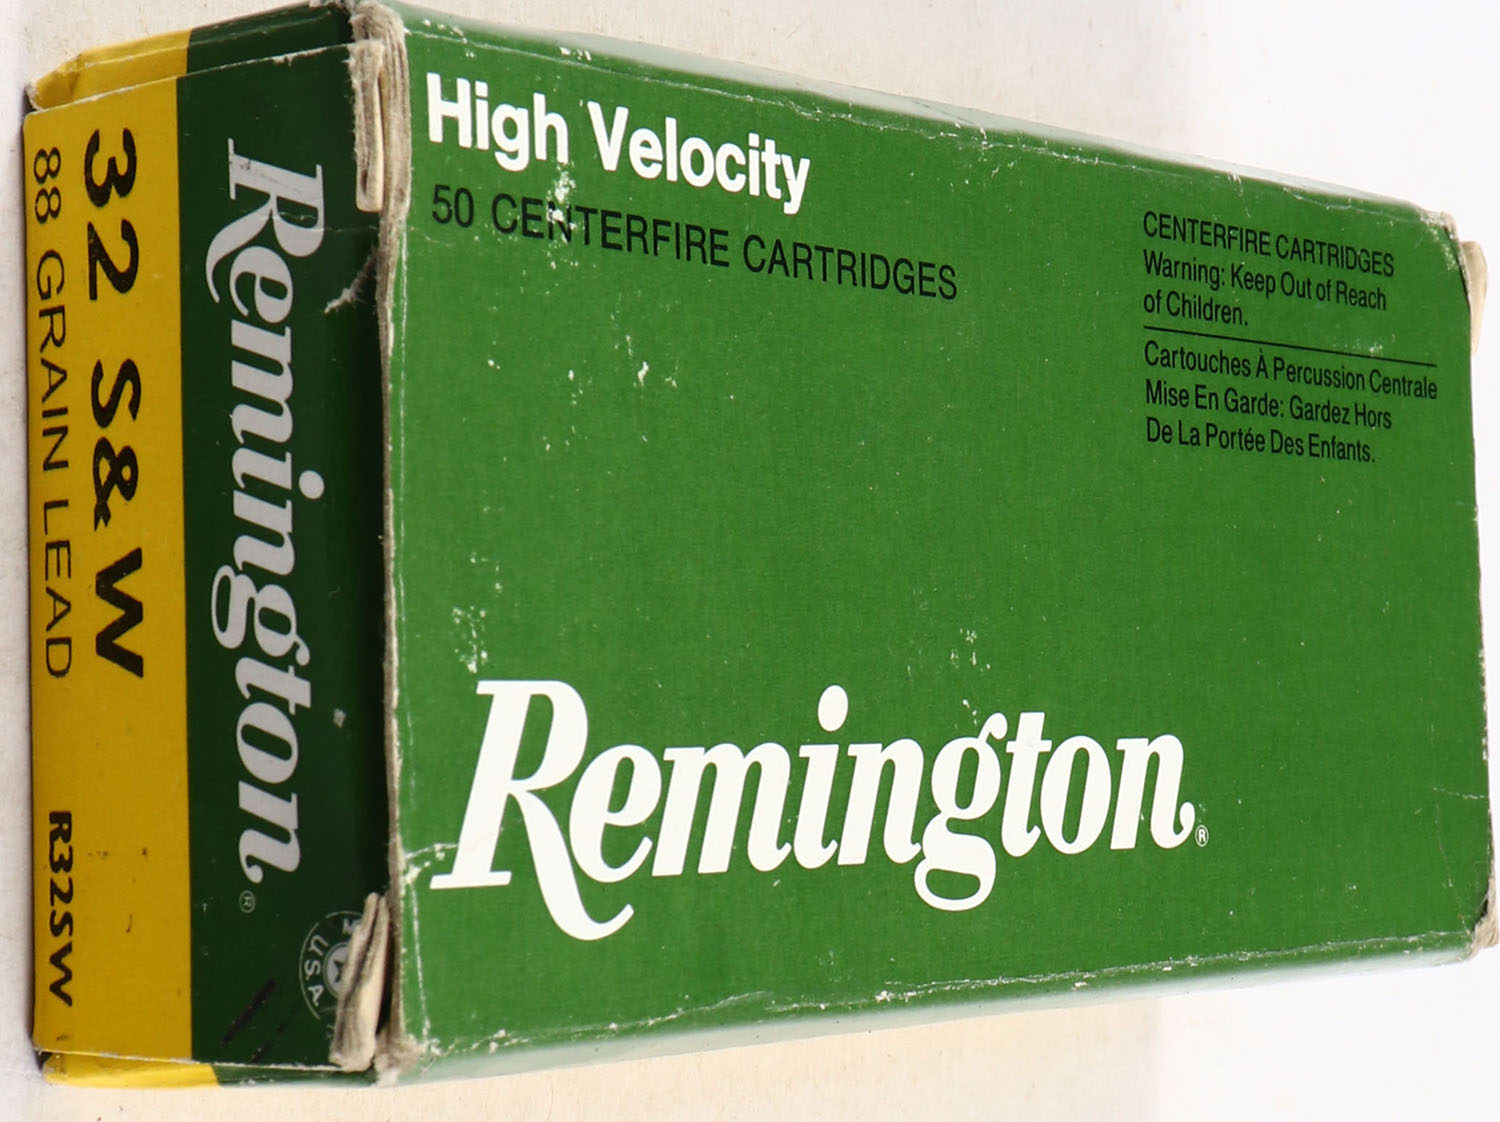 High Velocity
50 CENTERFIRE CARTRIDGES
CENTERFIRE CARTRIDGES
Warning: Keep Out of Reach
of Children.
Cartouches À Percussion Centrale
Mise En Garde: Gardez Hors
De La Portée Des Enfants.
Remington®
Remington®
U.S.A.
32 S&W
88 GRAIN LEAD
R32SW